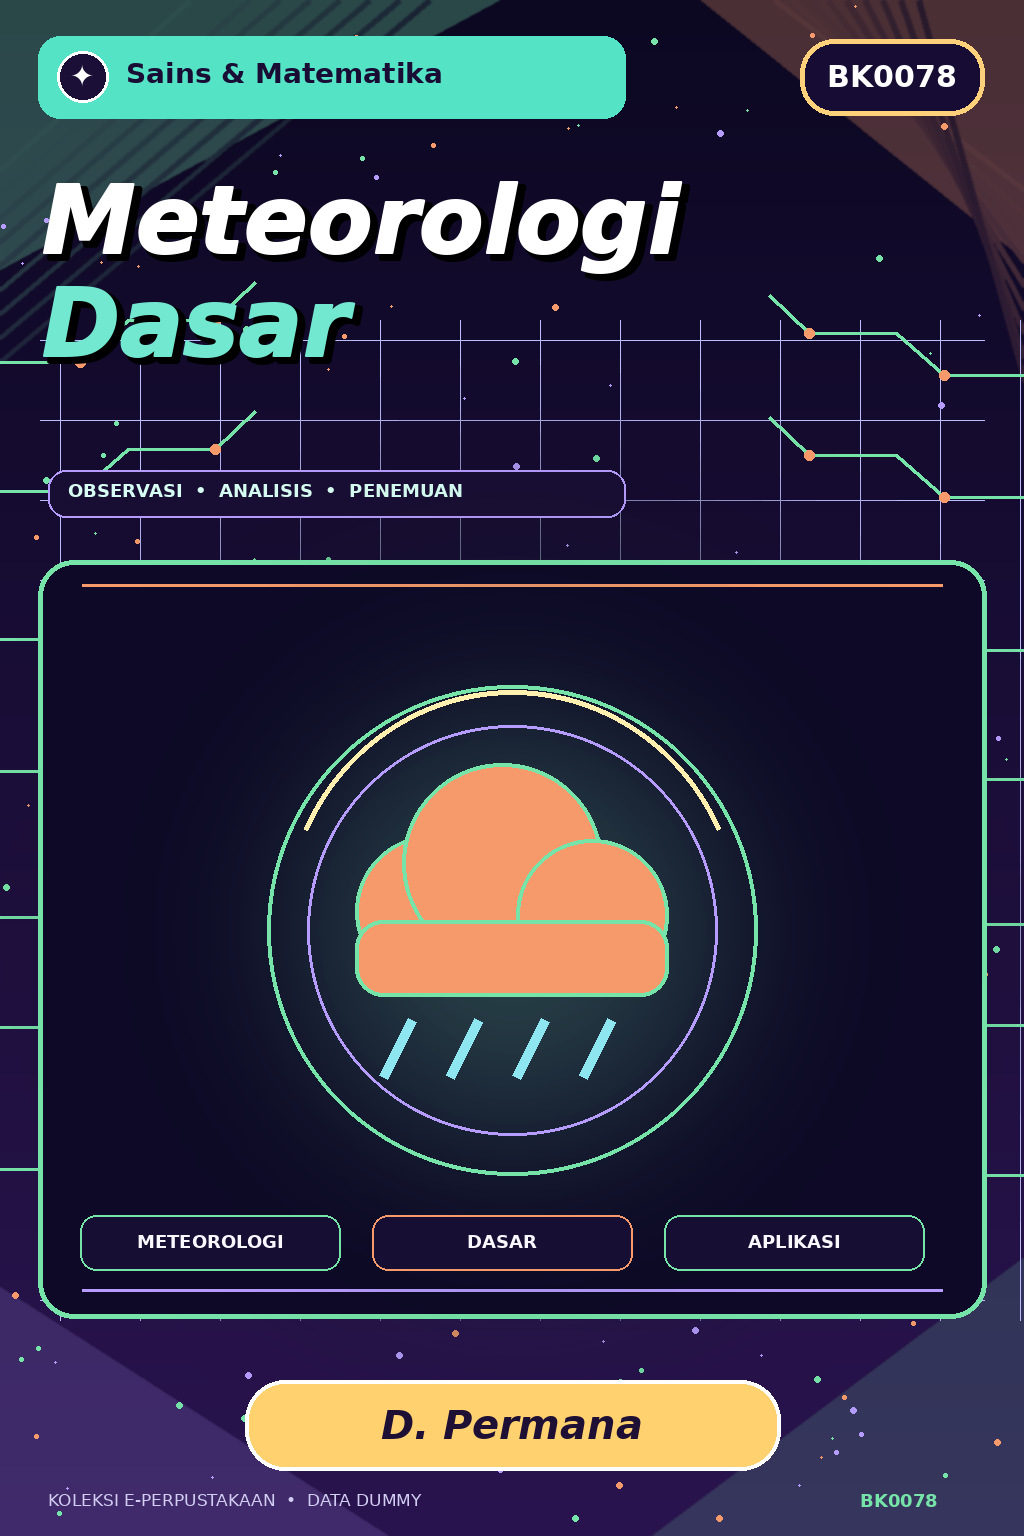 Sains & Matematika
BK0078
Meteorologi
Dasar
OBSERVASI • ANALISIS • PENEMUAN
METEOROLOGI
DASAR
APLIKASI
D. Permana
KOLEKSI E-PERPUSTAKAAN • DATA DUMMY
BK0078